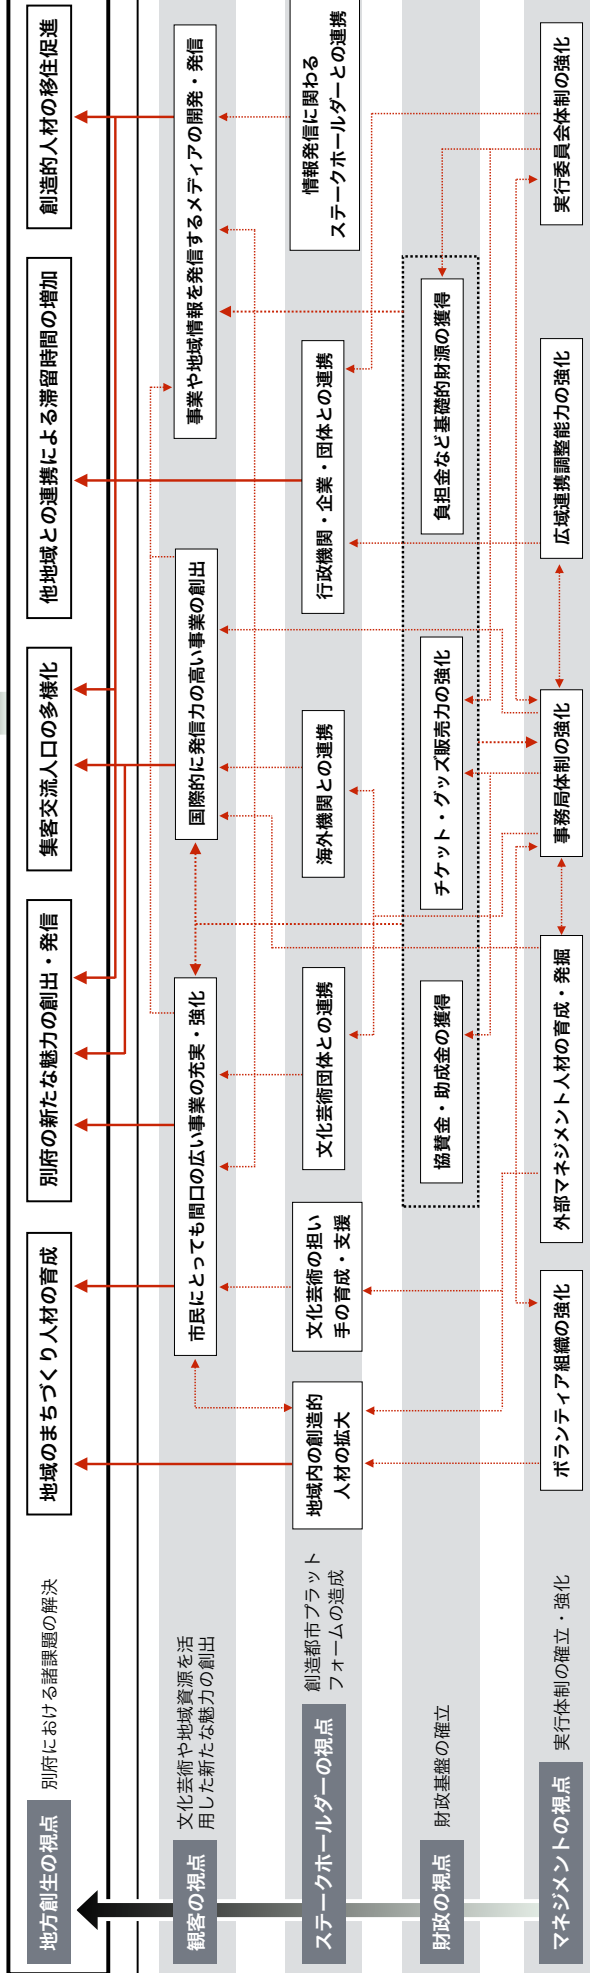 地方創生の視点
別府における諸課題の解決
地域のまちづくり人材の育成
別府の新たな魅力の創出・発信
集客交流人口の多様化
他地域との連携による滞留時間の増加
創造的人材の移住促進
観客の視点
文化芸術や地域資源を活
用した新たな魅力の創出
市民にとっても間口の広い事業の充実・強化
国際的に発信力の高い事業の創出
事業や地域情報を発信するメディアの開発・発信
ステークホルダーの視点
創造都市プラット
フォームの造成
地域内の創造的
人材の拡大
文化芸術の担い
手の育成・支援
文化芸術団体との連携
海外機関との連携
行政機関・企業・団体との連携
情報発信に関わる
ステークホールダーとの連携
財政の視点
財政基盤の確立
協賛金・助成金の獲得
チケット・グッズ販売力の強化
負担金など基礎的財源の獲得
マネジメントの視点
実行体制の確立・強化
ボランティア組織の強化
外部マネジメント人材の育成・発掘
事務局体制の強化
広域連携調整能力の強化
実行委員会体制の強化